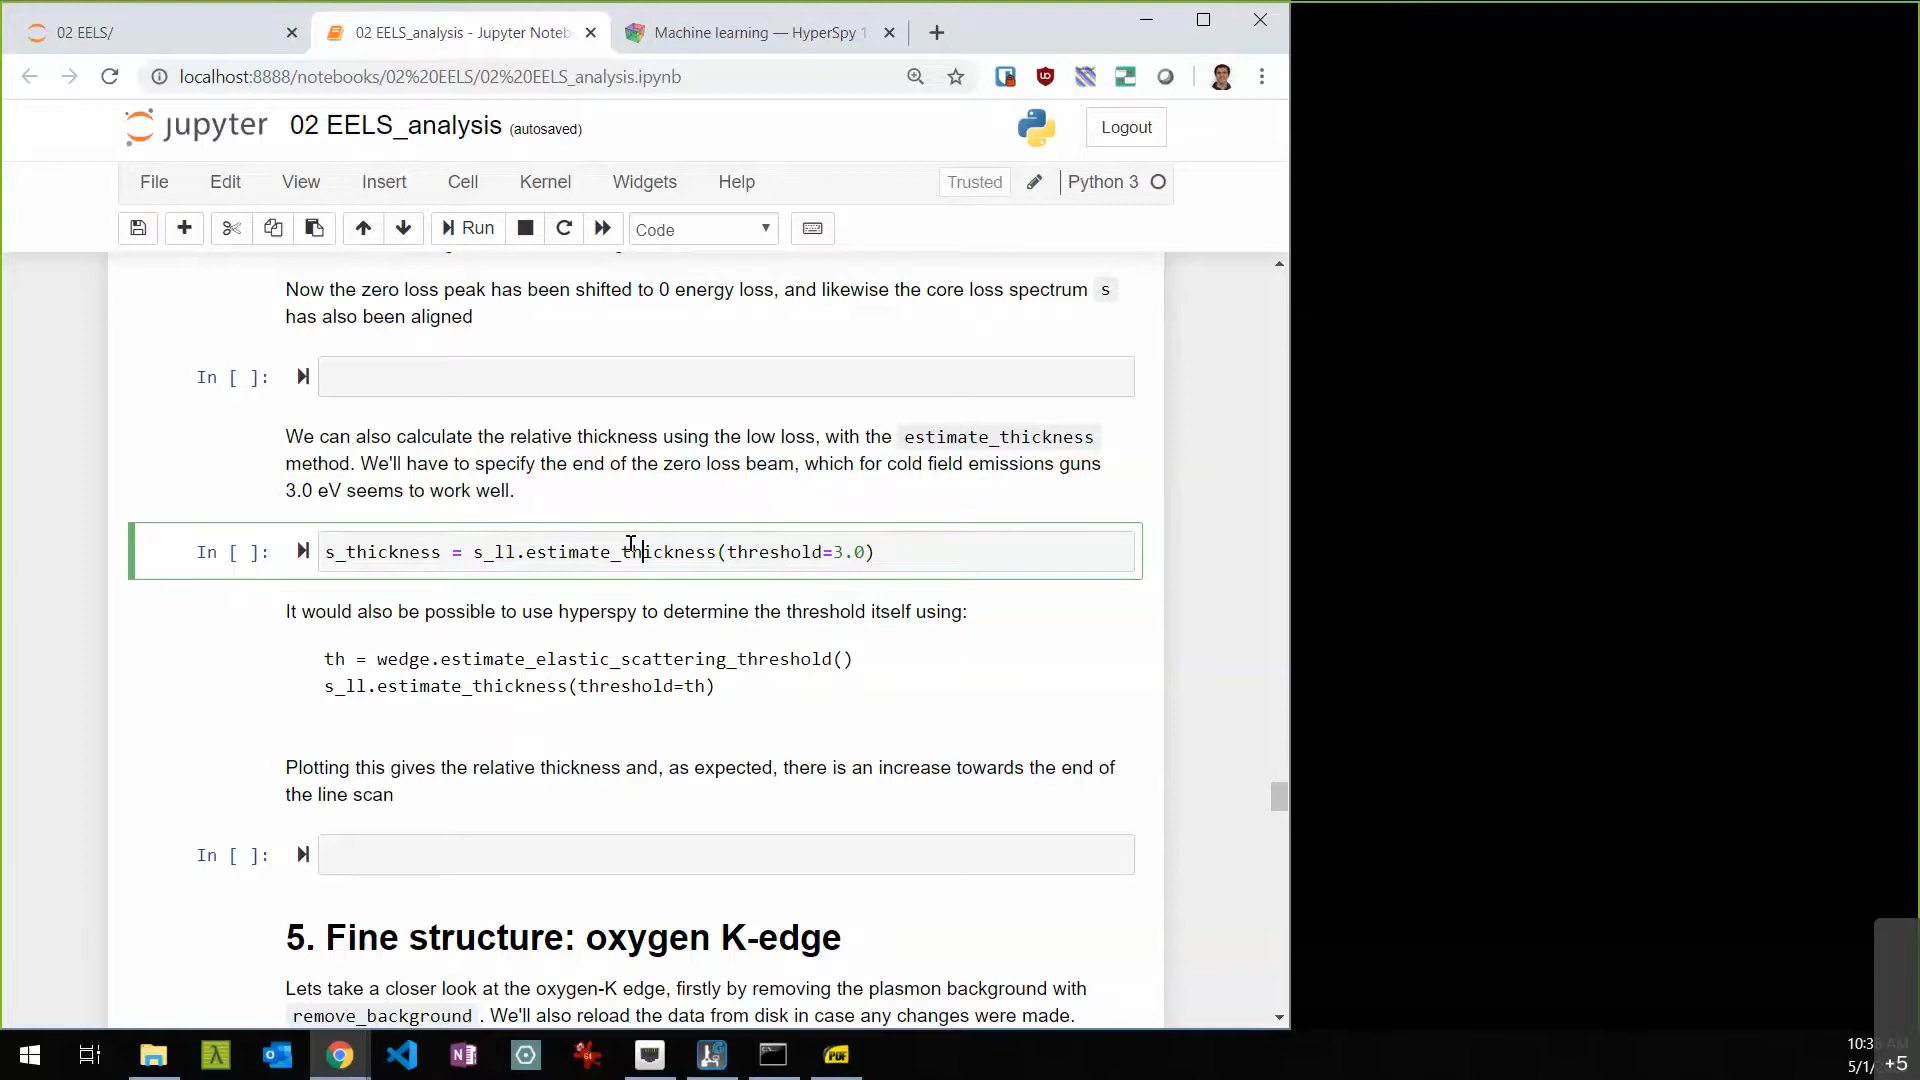 02 EELS/
02 EELS_analysis - Jupyter Noteb
Machine learning — HyperSpy 1
localhost:8888/notebooks/02%20EELS/02%20EELS_analysis.ipynb
jupyter 02 EELS_analysis (autosaved)
Logout
File Edit View Insert Cell Kernel Widgets Help
Trusted Python 3
Run Code
Now the zero loss peak has been shifted to 0 energy loss, and likewise the core loss spectrum s
has also been aligned
In [ ]:
We can also calculate the relative thickness using the low loss, with the estimate_thickness
method. We'll have to specify the end of the zero loss beam, which for cold field emissions guns
3.0 eV seems to work well.
In [ ]: s_thickness = s_ll.estimate_thickness(threshold=3.0)
It would also be possible to use hyperspy to determine the threshold itself using:
th = wedge.estimate_elastic_scattering_threshold()
s_ll.estimate_thickness(threshold=th)
Plotting this gives the relative thickness and, as expected, there is an increase towards the end of
the line scan
In [ ]:
5. Fine structure: oxygen K-edge
Lets take a closer look at the oxygen-K edge, firstly by removing the plasmon background with
remove_background . We'll also reload the data from disk in case any changes were made.
PDF
+5